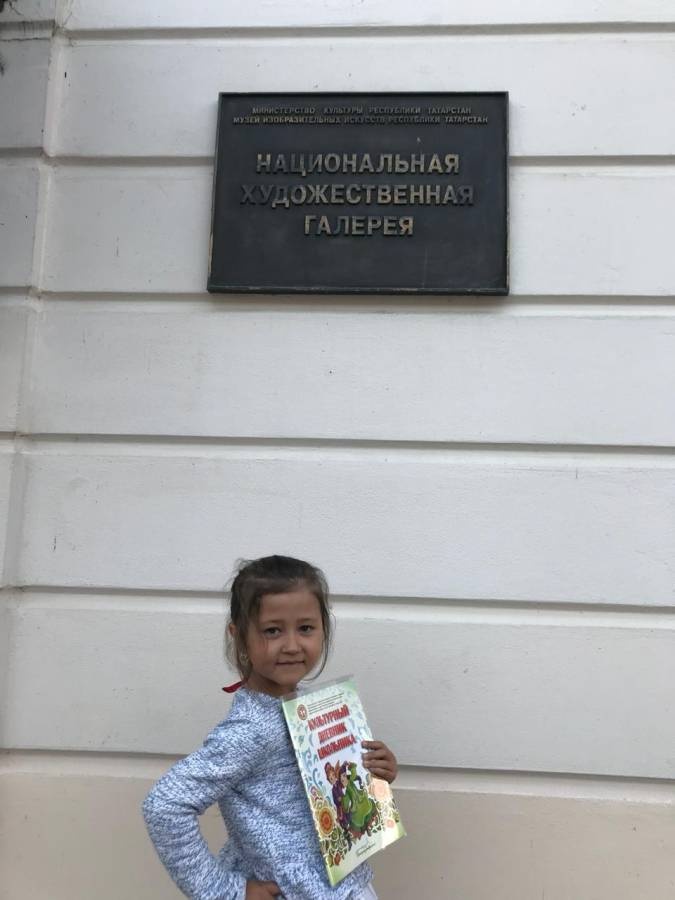 МИНИСТЕРСТВО КУЛЬТУРЫ РЕСПУБЛИКИ ТАТАРСТАН
МУЗЕЙ ИЗОБРАЗИТЕЛЬНЫХ ИСКУССТВ РЕСПУБЛИКИ ТАТАРСТАН
НАЦИОНАЛЬНАЯ
ХУДОЖЕСТВЕННАЯ
ГАЛЕРЕЯ
КУЛЬТУРНЫЙ
ДНЕВНИК
ШКОЛЬНИКА